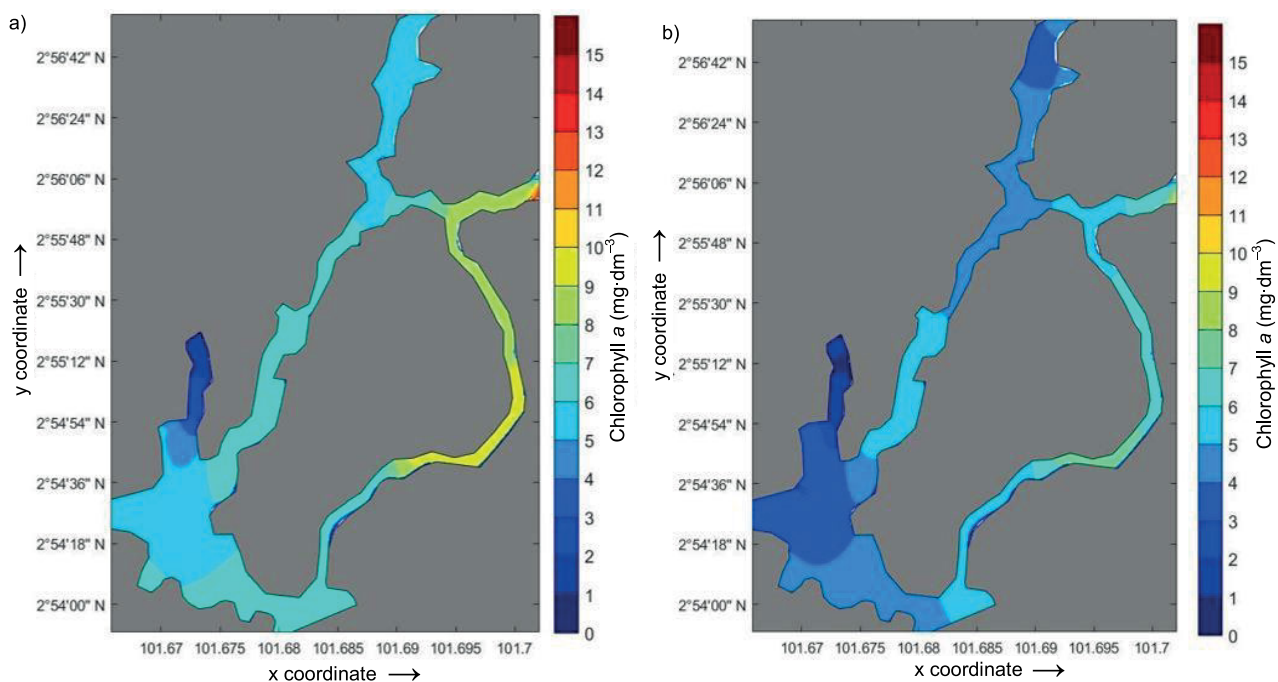 a)
2°56'42" N
2°56'24" N
2°56'06" N
2°55'48" N
2°55'30" N
2°55'12" N
2°54'54" N
2°54'36" N
2°54'18" N
2°54'00" N
y coordinate →
101.67 101.675 101.68 101.685 101.69 101.695 101.7
x coordinate →
15
14
13
12
11
10
9
8
7
6
5
4
3
2
1
0
Chlorophyll a (mg·dm–3)
b)
2°56'42" N
2°56'24" N
2°56'06" N
2°55'48" N
2°55'30" N
2°55'12" N
2°54'54" N
2°54'36" N
2°54'18" N
2°54'00" N
y coordinate →
101.67 101.675 101.68 101.685 101.69 101.695 101.7
x coordinate →
15
14
13
12
11
10
9
8
7
6
5
4
3
2
1
0
Chlorophyll a (mg·dm–3)